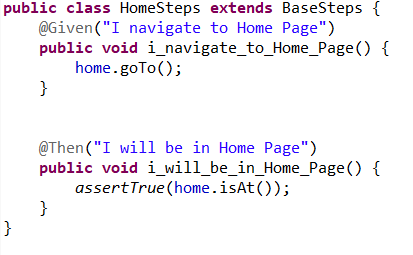 public class HomeSteps extends BaseSteps {
    @Given("I navigate to Home Page")
    public void i_navigate_to_Home_Page() {
        home.goTo();
    }

    @Then("I will be in Home Page")
    public void i_will_be_in_Home_Page() {
        assertTrue(home.isAt());
    }
}